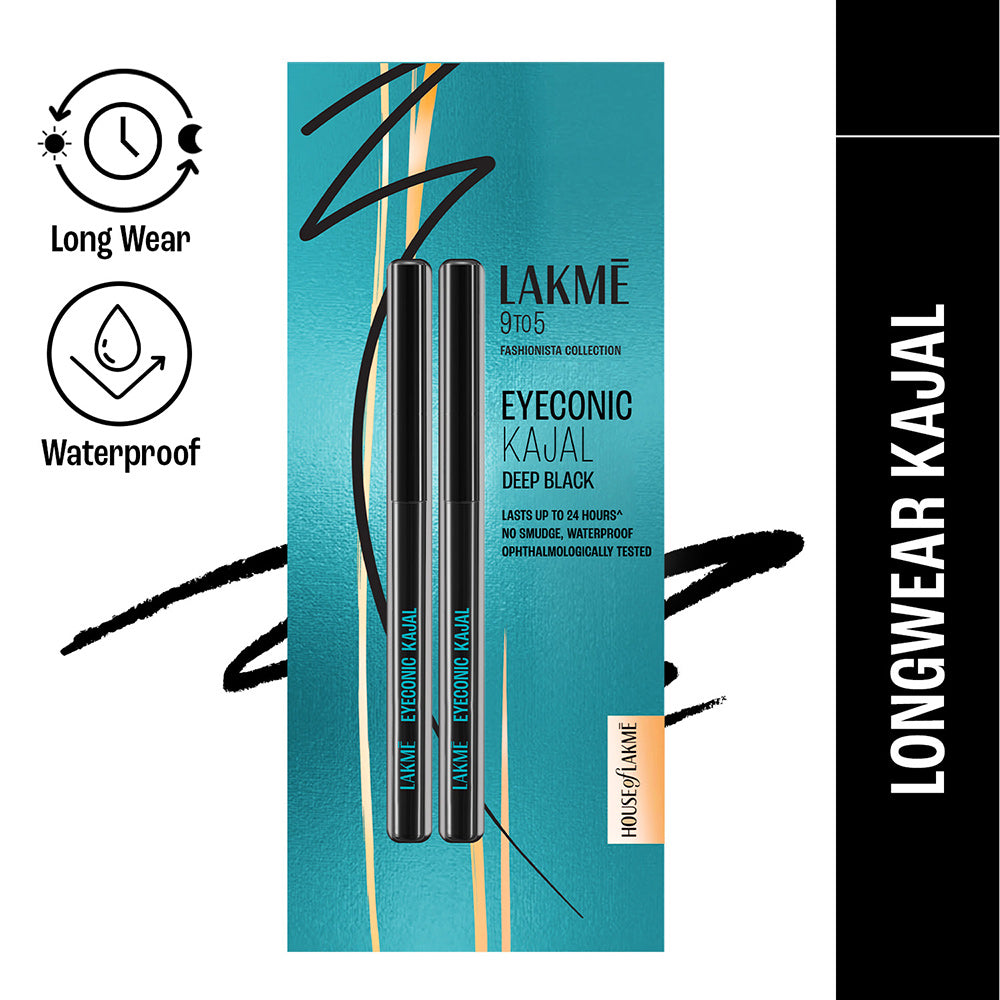 Long Wear
Waterproof
LAKMĒ
9TO5
FASHIONISTA COLLECTION
EYECONIC
KAJAL
DEEP BLACK
LASTS UP TO 24 HOURS^
NO SMUDGE, WATERPROOF
OPHTHALMOLOGICALLY TESTED
LAKMĒ EYECONIC KAJAL
LAKMĒ EYECONIC KAJAL
HOUSE of LAKMĒ
LONGWEAR KAJAL